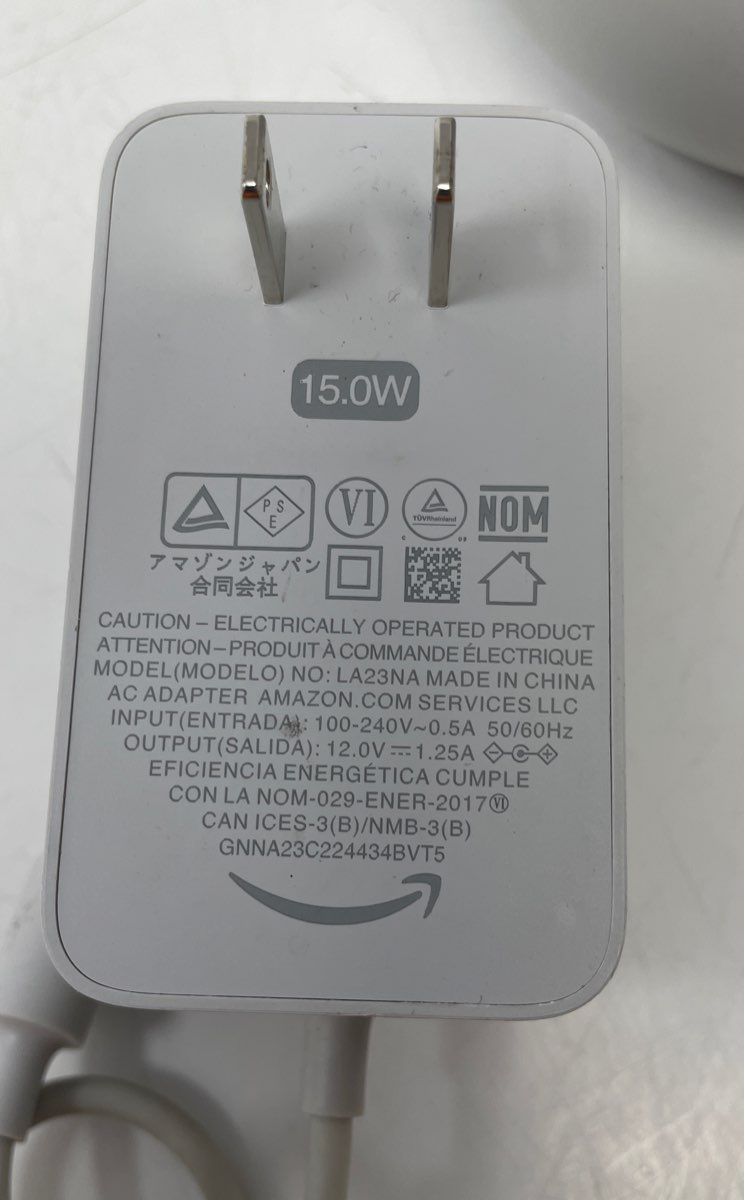 15.0W
PSE
VI
TÜVRheinland
C US
NOM
アマゾンジャパン
合同会社
CAUTION – ELECTRICALLY OPERATED PRODUCT
ATTENTION – PRODUIT À COMMANDE ÉLECTRIQUE
MODEL(MODELO) NO: LA23NA MADE IN CHINA
AC ADAPTER AMAZON.COM SERVICES LLC
INPUT(ENTRADA): 100-240V~0.5A 50/60Hz
OUTPUT(SALIDA): 12.0V⎓1.25A
EFICIENCIA ENERGÉTICA CUMPLE
CON LA NOM-029-ENER-2017 VI
CAN ICES-3(B)/NMB-3(B)
GNNA23C224434BVT5